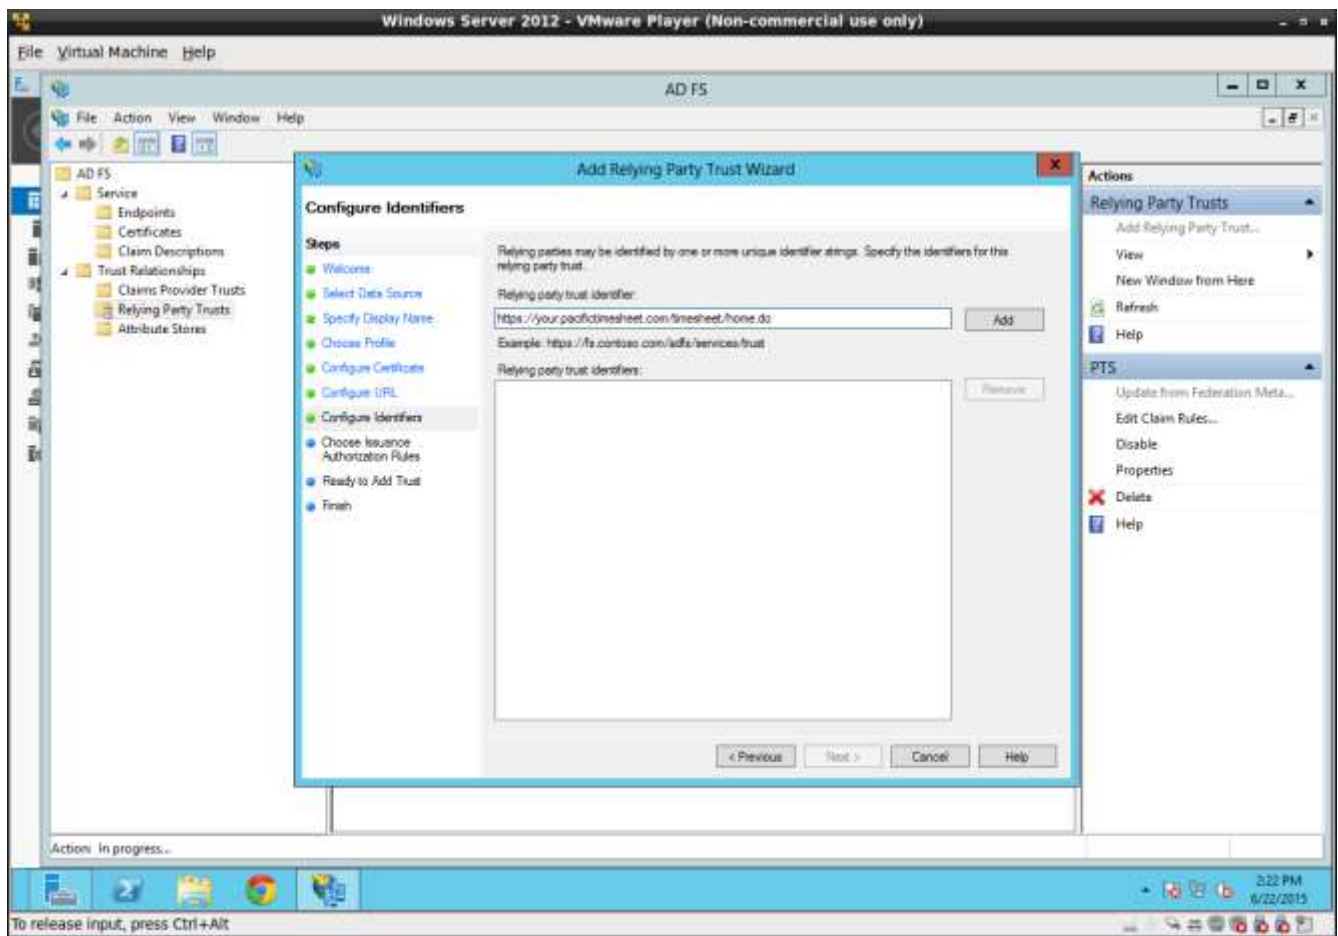 Windows Server 2012 - VMware Player (Non-commercial use only)
File Virtual Machine Help
AD FS
File Action View Window Help
AD FS
Service
Endpoints
Certificates
Claim Descriptions
Trust Relationships
Claims Provider Trusts
Relying Party Trusts
Attribute Stores
Add Relying Party Trust Wizard
Configure Identifiers
Steps
Welcome
Select Data Source
Specify Display Name
Choose Profile
Configure Certificate
Configure URL
Configure Identifiers
Choose Issuance
Authorization Rules
Ready to Add Trust
Finish
Relying parties may be identified by one or more unique identifier strings. Specify the identifiers for this
relying party trust.
Relying party trust identifier:
https://your.pacifictimesheet.com/timesheet/home.do
Add
Example: https://fs.contoso.com/adfs/services/trust
Relying party trust identifiers:
Remove
< Previous
Next >
Cancel
Help
Actions
Relying Party Trusts
Add Relying Party Trust...
View
New Window from Here
Refresh
Help
PTS
Update from Federation Meta...
Edit Claim Rules...
Disable
Properties
Delete
Help
Action: In progress...
2:22 PM
6/22/2015
To release input, press Ctrl+Alt